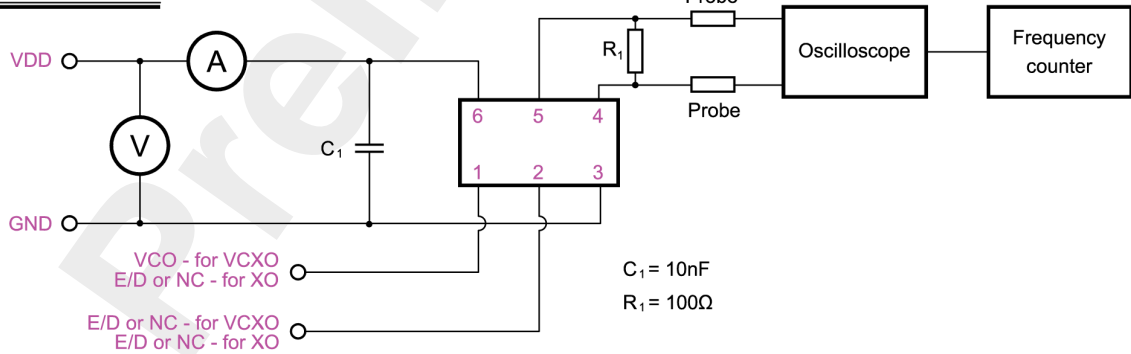 Probe
VDD
A
R₁
Oscilloscope
Frequency
counter
6
5
4
Probe
V
C₁
1
2
3
GND
VCO - for VCXO
E/D or NC - for XO
C₁ = 10nF
R₁ = 100Ω
E/D or NC - for VCXO
E/D or NC - for XO